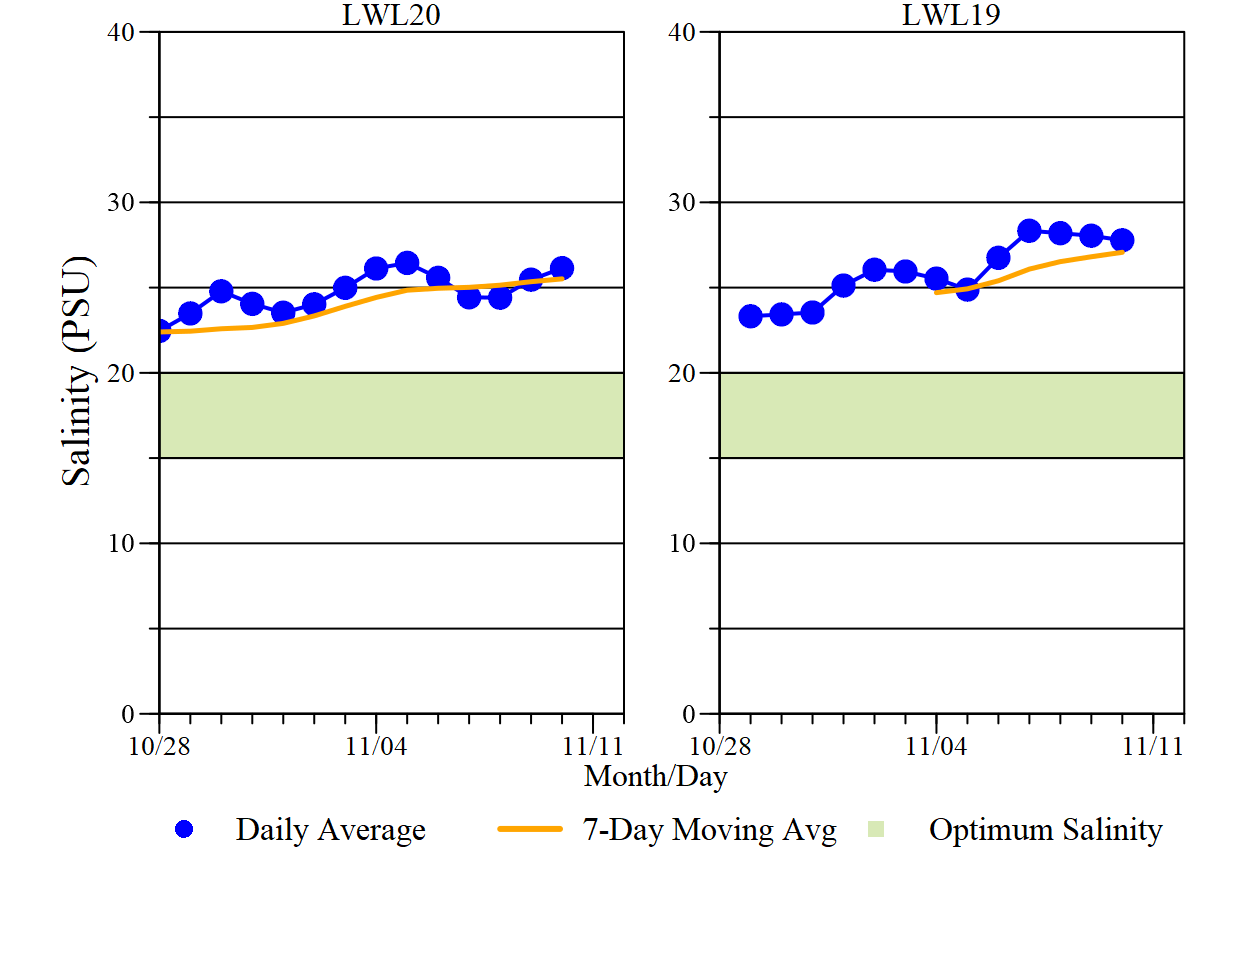 LWL20 LWL19
40 40
30 30
Salinity (PSU)
20 20
10 10
0 0
10/28 11/04 11/11 10/28 11/04 11/11
Month/Day
Daily Average 7-Day Moving Avg Optimum Salinity